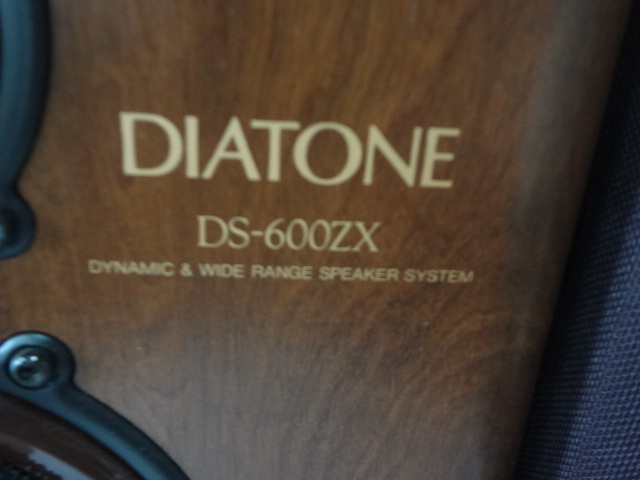 DIATONE
DS-600ZX
DYNAMIC & WIDE RANGE SPEAKER SYSTEM